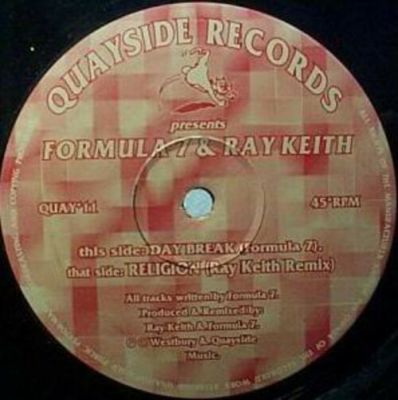 QUAYSIDE RECORDS
presents
FORMULA 7 & RAY KEITH
QUAY*11
45*RPM
this side: DAY BREAK (formula 7).
that side: RELIGION (Ray Keith Remix)
All tracks written by Formula 7.
Produced & Remixed by:
Ray Keith & Formula 7.
Westbury & Quayside
Music.